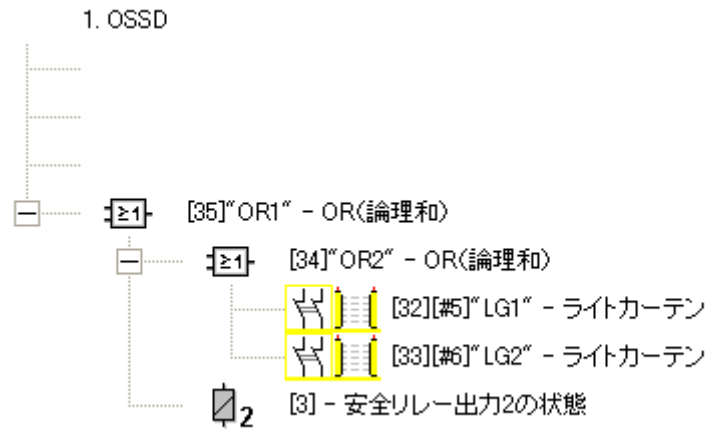 1. OSSD
≥1 [35]"OR1" - OR(論理和)
≥1 [34]"OR2" - OR(論理和)
[32][#5]"LG1" - ライトカーテン
[33][#6]"LG2" - ライトカーテン
2 [3] - 安全リレー出力2の状態